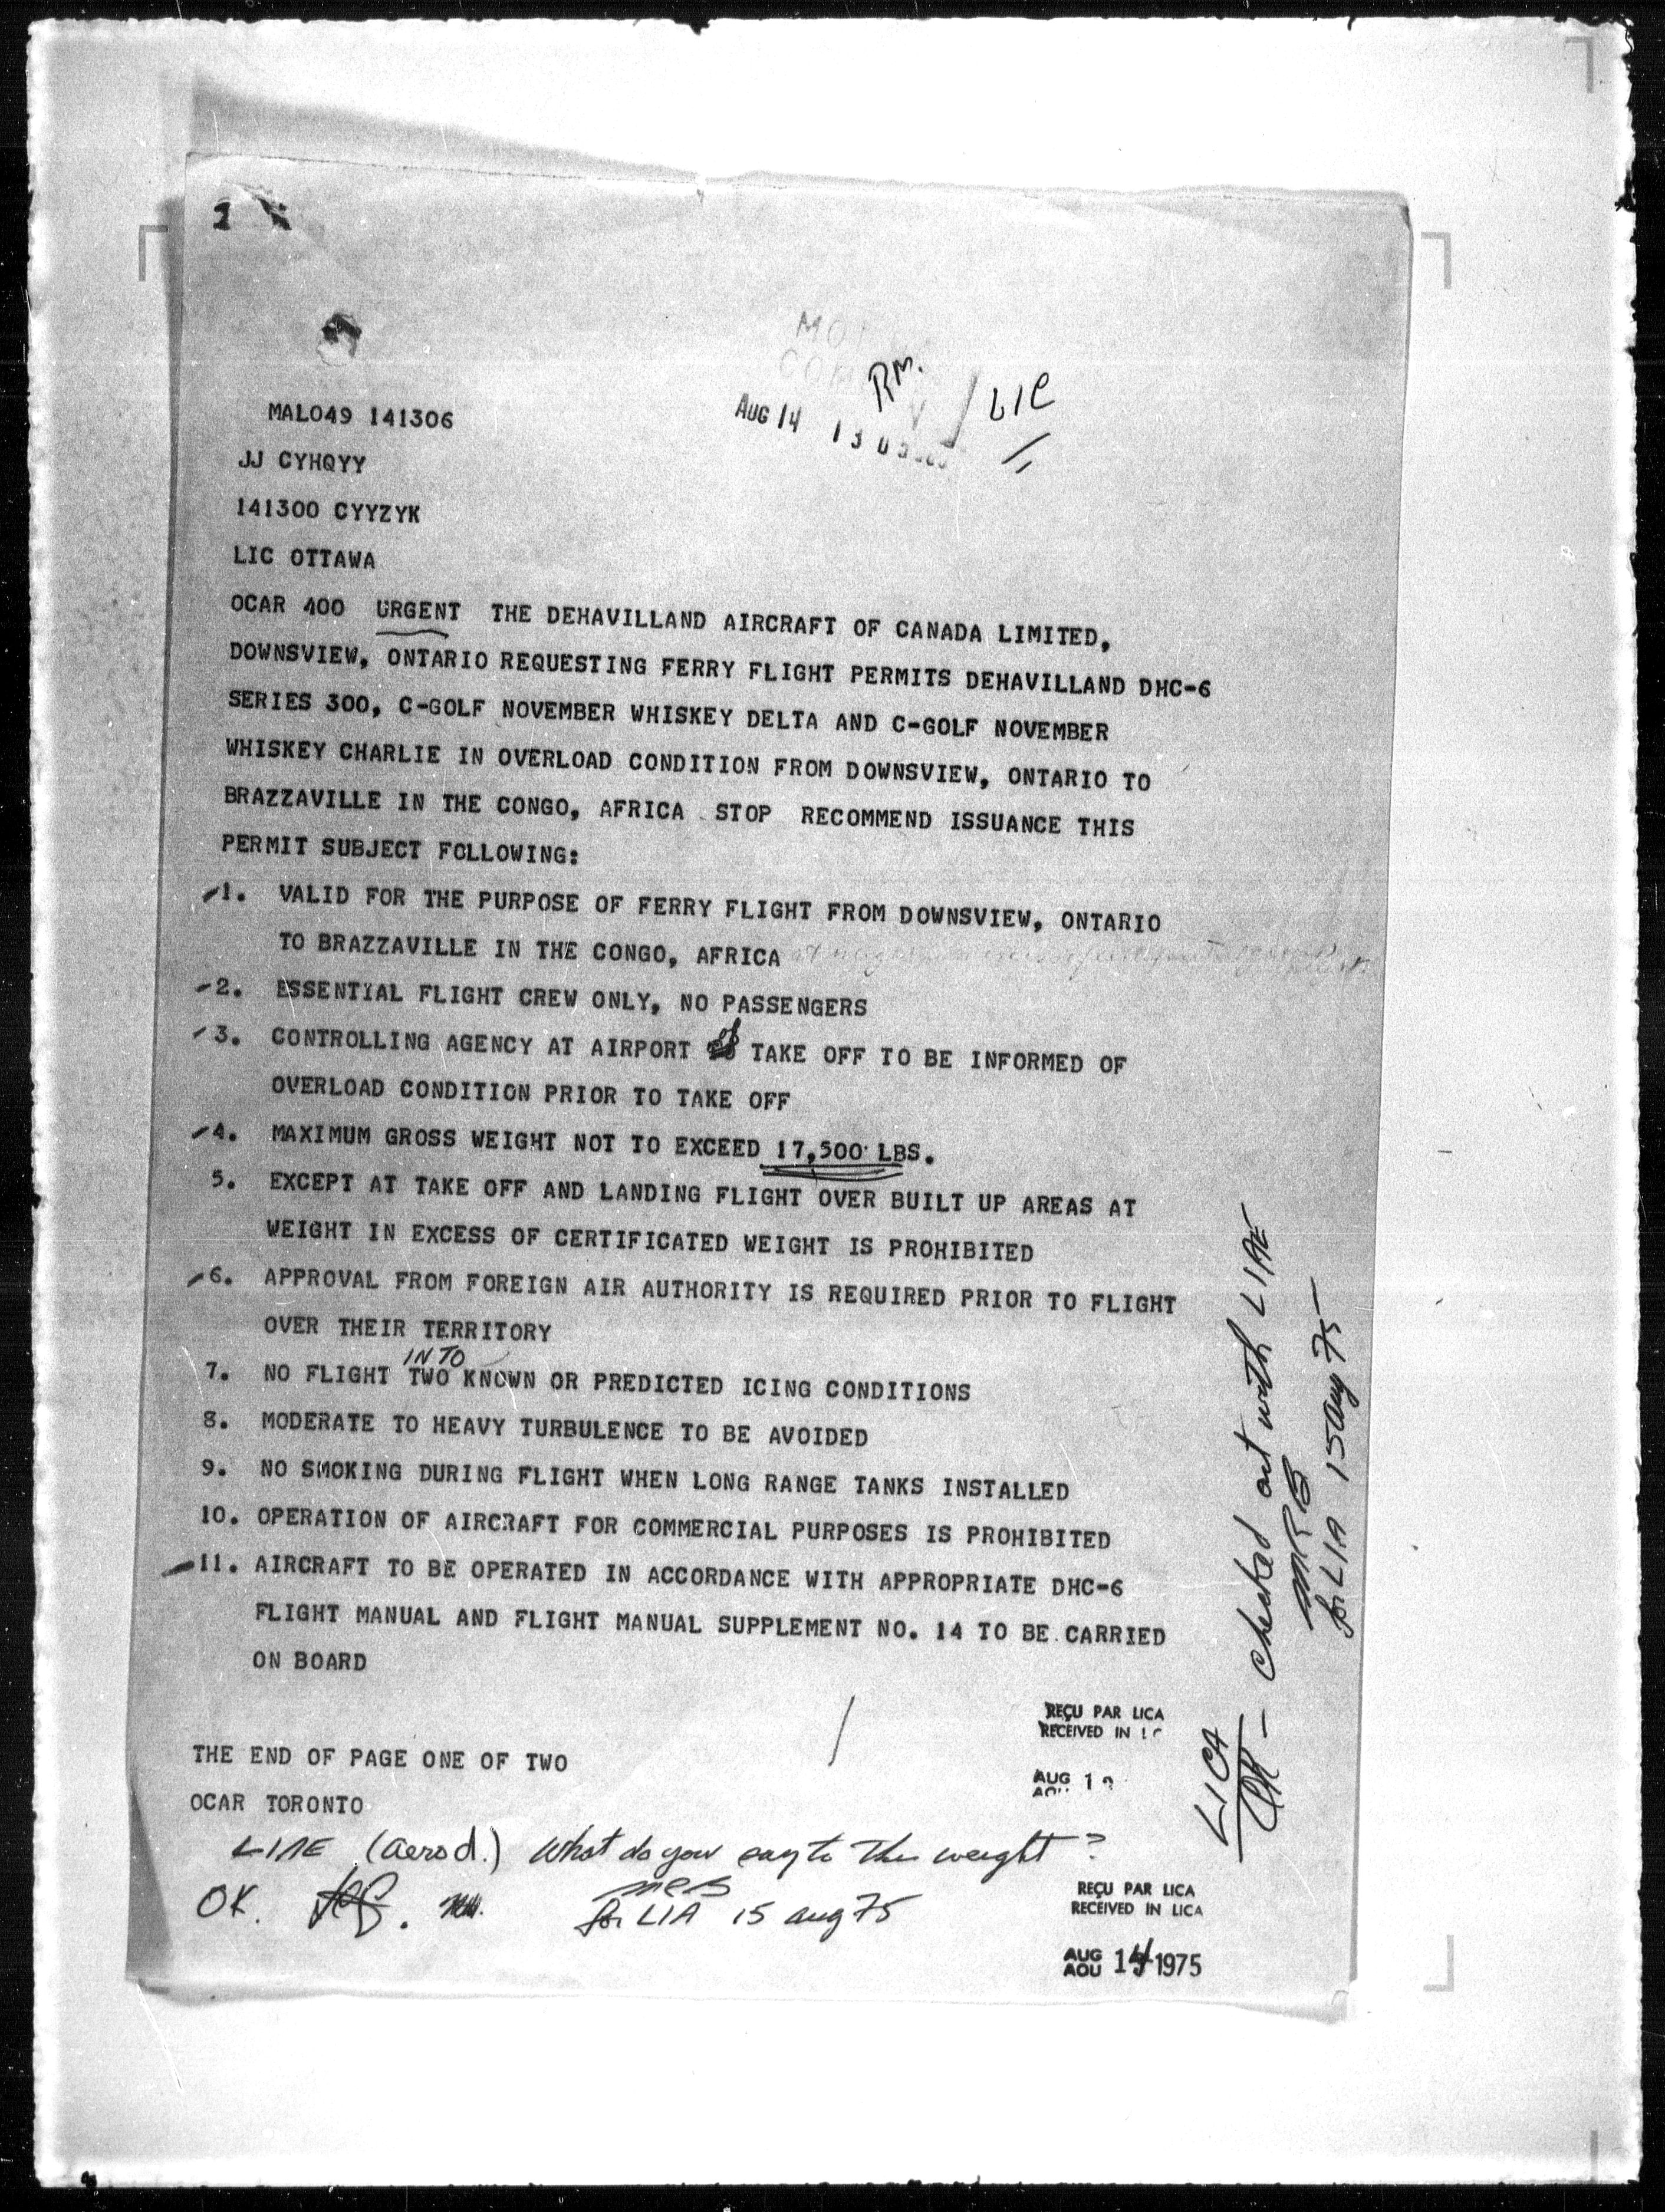 1
MOT
RM.
LIC
AUG 14
MAL049 141306
JJ CYHQYY
141300 CYYZYK
LIC OTTAWA
OCAR 400 URGENT THE DEHAVILLAND AIRCRAFT OF CANADA LIMITED,
DOWNSVIEW, ONTARIO REQUESTING FERRY FLIGHT PERMITS DEHAVILLAND DHC-6
SERIES 300, C-GOLF NOVEMBER WHISKEY DELTA AND C-GOLF NOVEMBER
WHISKEY CHARLIE IN OVERLOAD CONDITION FROM DOWNSVIEW, ONTARIO TO
BRAZZAVILLE IN THE CONGO, AFRICA STOP RECOMMEND ISSUANCE THIS
PERMIT SUBJECT FOLLOWING:
1. VALID FOR THE PURPOSE OF FERRY FLIGHT FROM DOWNSVIEW, ONTARIO
TO BRAZZAVILLE IN THE CONGO, AFRICA
2. ESSENTIAL FLIGHT CREW ONLY, NO PASSENGERS
3. CONTROLLING AGENCY AT AIRPORT of TAKE OFF TO BE INFORMED OF
OVERLOAD CONDITION PRIOR TO TAKE OFF
4. MAXIMUM GROSS WEIGHT NOT TO EXCEED 17,500 LBS.
5. EXCEPT AT TAKE OFF AND LANDING FLIGHT OVER BUILT UP AREAS AT
WEIGHT IN EXCESS OF CERTIFICATED WEIGHT IS PROHIBITED
6. APPROVAL FROM FOREIGN AIR AUTHORITY IS REQUIRED PRIOR TO FLIGHT
OVER THEIR TERRITORY
INTO
7. NO FLIGHT TWO KNOWN OR PREDICTED ICING CONDITIONS
8. MODERATE TO HEAVY TURBULENCE TO BE AVOIDED
9. NO SMOKING DURING FLIGHT WHEN LONG RANGE TANKS INSTALLED
10. OPERATION OF AIRCRAFT FOR COMMERCIAL PURPOSES IS PROHIBITED
11. AIRCRAFT TO BE OPERATED IN ACCORDANCE WITH APPROPRIATE DHC-6
FLIGHT MANUAL AND FLIGHT MANUAL SUPPLEMENT NO. 14 TO BE CARRIED
ON BOARD
THE END OF PAGE ONE OF TWO
OCAR TORONTO
REÇU PAR LICA
RECEIVED IN
AUG 1
AOU
LIAE (Aerod.) What do you say to the weight?
OK.
for LIA 15 aug 75
REÇU PAR LICA
RECEIVED IN LICA
AUG
AOU 14 1975
LICA
OK - checked out with LIAE
MRB
for LIA 15 aug 75